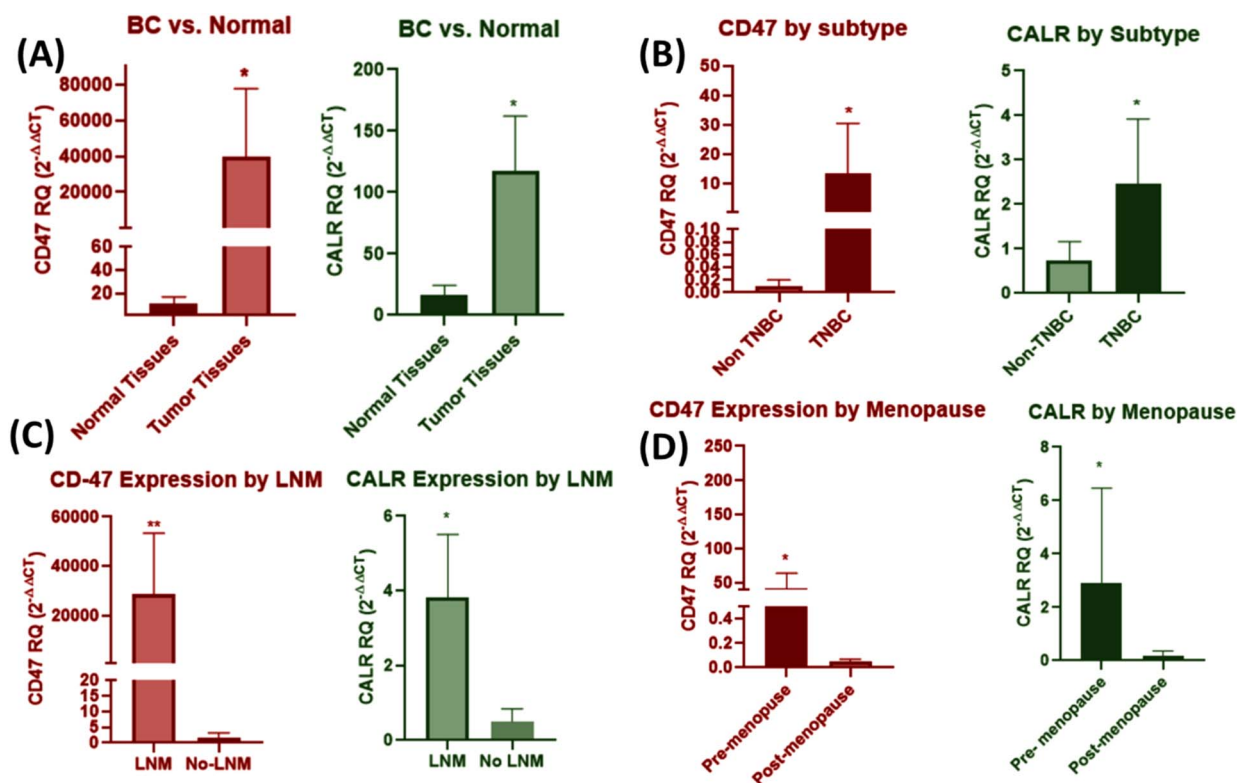 (A)
BC vs. Normal
CD47 RQ (2^-ΔΔCT)
80000
60000
40000
20000
60
40
20
Normal Tissues
Tumor Tissues
*
BC vs. Normal
CALR RQ (2^-ΔΔCT)
200
150
100
50
0
Normal Tissues
Tumor Tissues
*
(B)
CD47 by subtype
CD47 RQ (2^-ΔΔCT)
50
40
30
20
10
0.10
0.08
0.06
0.04
0.02
0.00
Non TNBC
TNBC
*
CALR by Subtype
CALR RQ (2^-ΔΔCT)
5
4
3
2
1
0
Non-TNBC
TNBC
*
(C)
CD-47 Expression by LNM
CD47 RQ (2^-ΔΔCT)
60000
40000
20000
20
15
10
5
0
LNM
No-LNM
**
CALR Expression by LNM
CALR RQ (2^-ΔΔCT)
6
4
2
0
LNM
No LNM
*
(D)
CD47 Expression by Menopause
CD47 RQ (2^-ΔΔCT)
250
200
150
100
50
0.4
0.2
0.0
Pre-menopuse
Post-menopause
*
CALR by Menopause
CALR RQ (2^-ΔΔCT)
8
6
4
2
0
Pre- menopause
Post-menopause
*